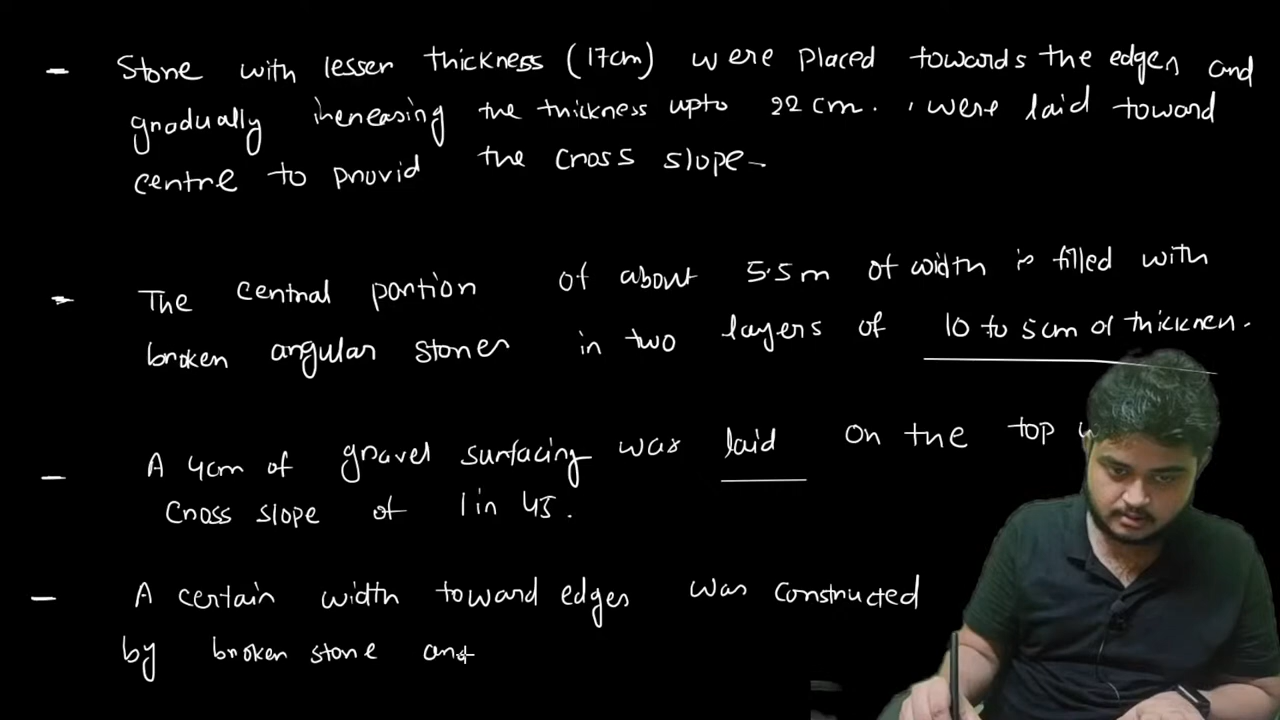 - Stone with lesser thickness (17cm) were placed towards the edges and
gradually increasing the thickness upto 22 cm. were laid toward
centre to provid the cross slope-
- The central portion of about 5.5m of width is filled with
broken angular stones in two layers of 10 to 5cm of thicknen.
- A 4cm of gravel surfacing was laid on the top
cross slope of 1 in 45.
- A certain width toward edges was constructed
by broken stone and